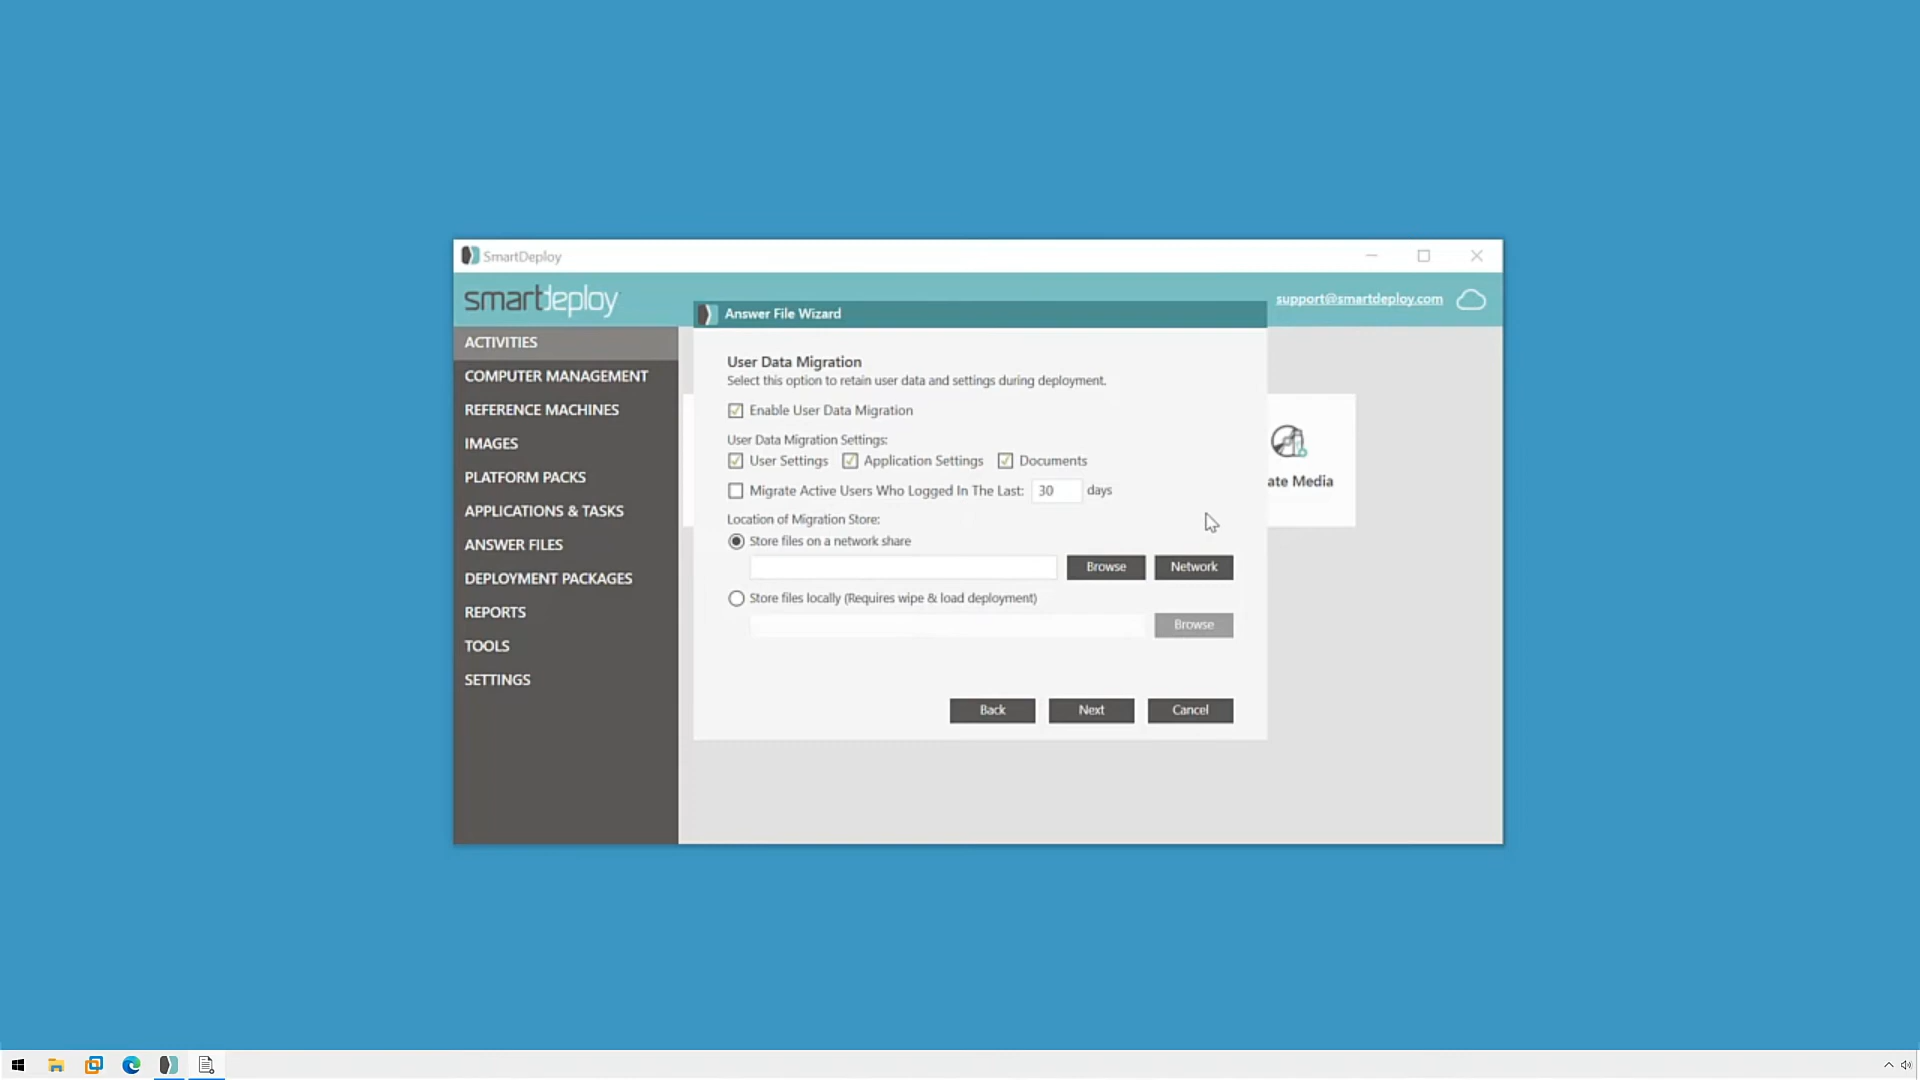 SmartDeploy
smartdeploy
support@smartdeploy.com
Answer File Wizard
ACTIVITIES
COMPUTER MANAGEMENT
REFERENCE MACHINES
IMAGES
PLATFORM PACKS
APPLICATIONS & TASKS
ANSWER FILES
DEPLOYMENT PACKAGES
REPORTS
TOOLS
SETTINGS
User Data Migration
Select this option to retain user data and settings during deployment.
Enable User Data Migration
User Data Migration Settings:
User Settings Application Settings Documents
Migrate Active Users Who Logged In The Last: 30 days
Location of Migration Store:
Store files on a network share
Browse Network
Store files locally (Requires wipe & load deployment)
Browse
Back Next Cancel
ate Media